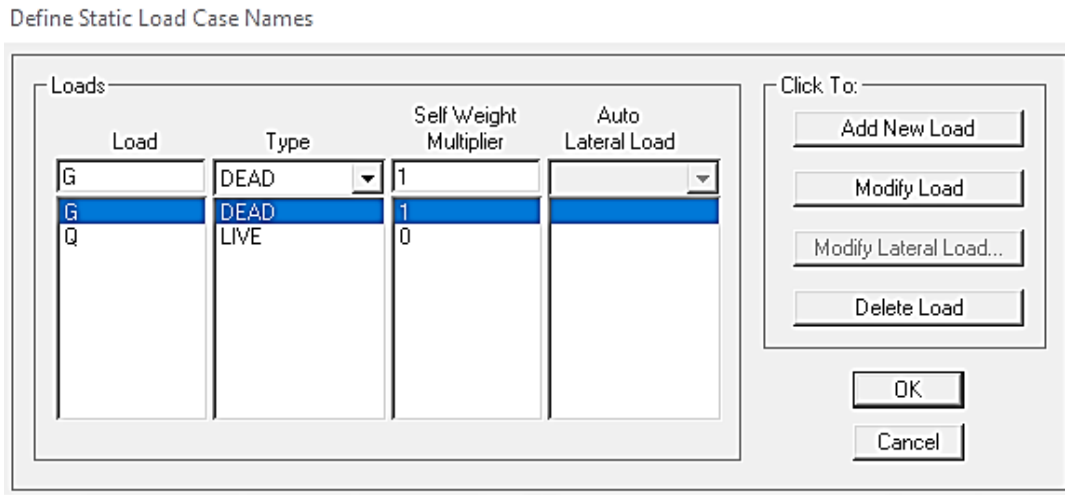 Define Static Load Case Names
Loads
Load Type Self Weight Multiplier Auto Lateral Load
G DEAD 1
G DEAD 1
Q LIVE 0
Click To:
Add New Load
Modify Load
Modify Lateral Load...
Delete Load
OK
Cancel